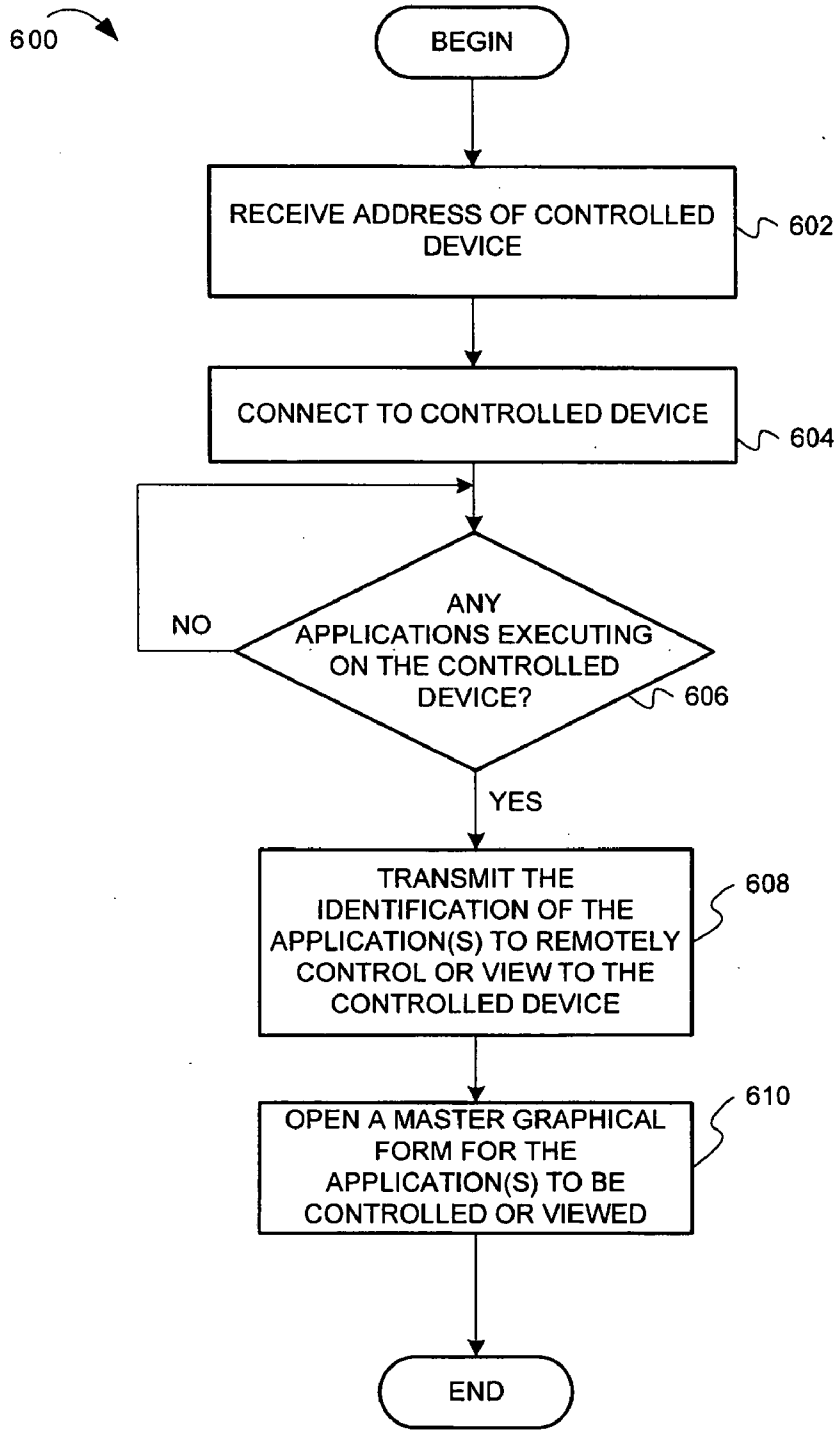 600
BEGIN
RECEIVE ADDRESS OF CONTROLLED
DEVICE
602
CONNECT TO CONTROLLED DEVICE
604
ANY
APPLICATIONS EXECUTING
ON THE CONTROLLED
DEVICE?
NO
606
YES
TRANSMIT THE
IDENTIFICATION OF THE
APPLICATION(S) TO REMOTELY
CONTROL OR VIEW TO THE
CONTROLLED DEVICE
608
OPEN A MASTER GRAPHICAL
FORM FOR THE
APPLICATION(S) TO BE
CONTROLLED OR VIEWED
610
END